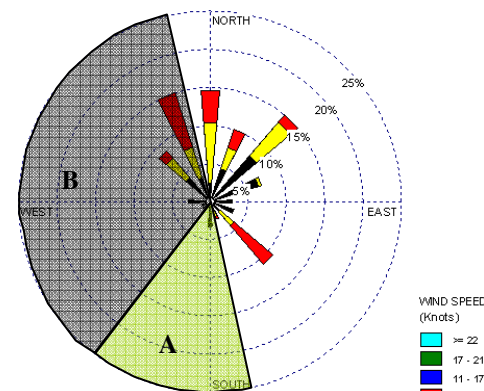 NORTH
25%
20%
15%
10%
5%
B
WEST
EAST
WIND SPEED
(Knots)
>= 22
17 - 21
11 - 17
A
SOUTH